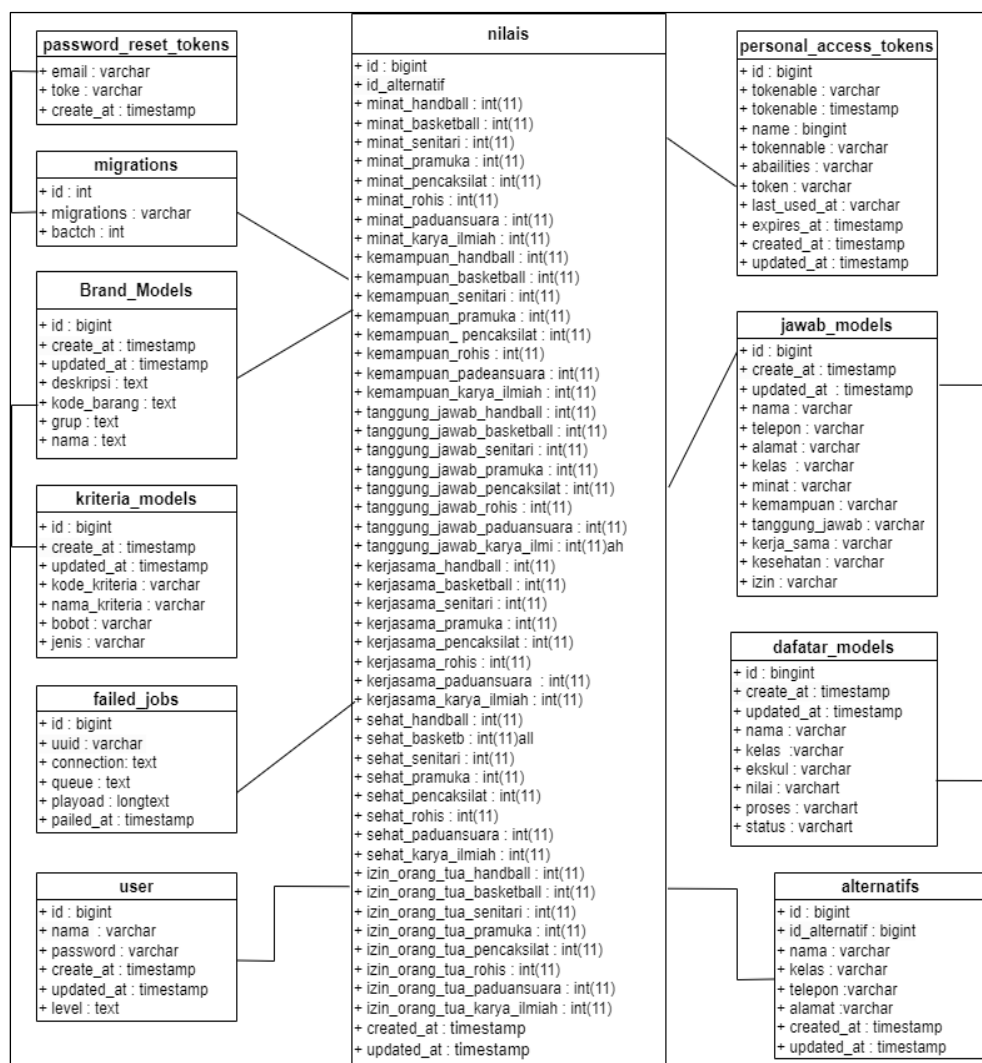 password_reset_tokens
+ email : varchar
+ toke : varchar
+ create_at : timestamp
migrations
+ id : int
+ migrations : varchar
+ bactch : int
Brand_Models
+ id : bigint
+ create_at : timestamp
+ updated_at : timestamp
+ deskripsi : text
+ kode_barang : text
+ grup : text
+ nama : text
kriteria_models
+ id : bigint
+ create_at : timestamp
+ updated_at : timestamp
+ kode_kriteria : varchar
+ nama_kriteria : varchar
+ bobot : varchar
+ jenis : varchar
failed_jobs
+ id : bigint
+ uuid : varchar
+ connection: text
+ queue : text
+ playoad : longtext
+ pailed_at : timestamp
user
+ id : bigint
+ nama : varchar
+ password : varchar
+ create_at : timestamp
+ updated_at : timestamp
+ level : text
nilais
+ id : bigint
+ id_alternatif
+ minat_handball : int(11)
+ minat_basketball : int(11)
+ minat_senitari : int(11)
+ minat_pramuka : int(11)
+ minat_pencaksilat : int(11)
+ minat_rohis : int(11)
+ minat_paduansuara : int(11)
+ minat_karya_ilmiah : int(11)
+ kemampuan_handball : int(11)
+ kemampuan_basketball : int(11)
+ kemampuan_senitari : int(11)
+ kemampuan_pramuka : int(11)
+ kemampuan_ pencaksilat : int(11)
+ kemampuan_rohis : int(11)
+ kemampuan_padeansuara : int(11)
+ kemampuan_karya_ilmiah : int(11)
+ tanggung_jawab_handball : int(11)
+ tanggung_jawab_basketball : int(11)
+ tanggung_jawab_senitari : int(11)
+ tanggung_jawab_pramuka : int(11)
+ tanggung_jawab_pencaksilat : int(11)
+ tanggung_jawab_rohis : int(11)
+ tanggung_jawab_paduansuara : int(11)
+ tanggung_jawab_karya_ilmi : int(11)ah
+ kerjasama_handball : int(11)
+ kerjasama_basketball : int(11)
+ kerjasama_senitari : int(11)
+ kerjasama_pramuka : int(11)
+ kerjasama_pencaksilat : int(11)
+ kerjasama_rohis : int(11)
+ kerjasama_paduansuara : int(11)
+ kerjasama_karya_ilmiah : int(11)
+ sehat_handball : int(11)
+ sehat_basketb : int(11)all
+ sehat_senitari : int(11)
+ sehat_pramuka : int(11)
+ sehat_pencaksilat : int(11)
+ sehat_rohis : int(11)
+ sehat_paduansuara : int(11)
+ sehat_karya_ilmiah : int(11)
+ izin_orang_tua_handball : int(11)
+ izin_orang_tua_basketball : int(11)
+ izin_orang_tua_senitari : int(11)
+ izin_orang_tua_pramuka : int(11)
+ izin_orang_tua_pencaksilat : int(11)
+ izin_orang_tua_rohis : int(11)
+ izin_orang_tua_paduansuara : int(11)
+ izin_orang_tua_karya_ilmiah : int(11)
+ created_at : timestamp
+ updated_at : timestamp
personal_access_tokens
+ id : bigint
+ tokenable : varchar
+ tokenable : timestamp
+ name : bingint
+ tokennable : varchar
+ abailities : varchar
+ token : varchar
+ last_used_at : varchar
+ expires_at : timestamp
+ created_at : timestamp
+ updated_at : timestamp
jawab_models
+ id : bigint
+ create_at : timestamp
+ updated_at : timestamp
+ nama : varchar
+ telepon : varchar
+ alamat : varchar
+ kelas : varchar
+ minat : varchar
+ kemampuan : varchar
+ tanggung_jawab : varchar
+ kerja_sama : varchar
+ kesehatan : varchar
+ izin : varchar
dafatar_models
+ id : bingint
+ create_at : timestamp
+ updated_at : timestamp
+ nama : varchar
+ kelas :varchar
+ ekskul : varchar
+ nilai : varchart
+ proses : varchart
+ status : varchart
alternatifs
+ id : bigint
+ id_alternatif : bigint
+ nama : varchar
+ kelas : varchar
+ telepon :varchar
+ alamat :varchar
+ created_at : timestamp
+ updated_at : timestamp